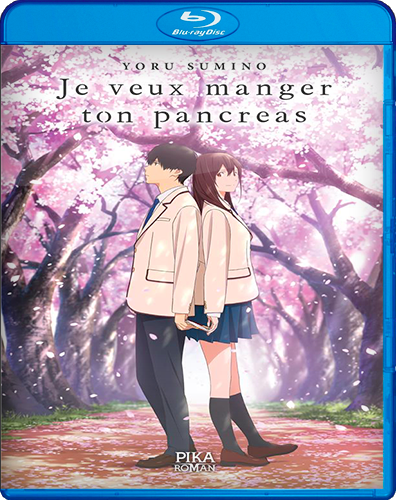 Blu-ray Disc
YORU SUMINO
Je veux manger
ton pancreas
PIKA
ROMAN